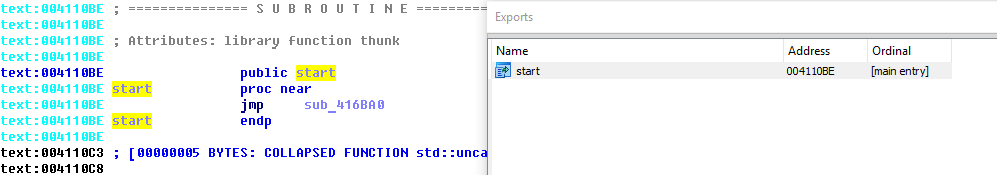 text:004110BE ; =============== S U B R O U T I N E ==========
text:004110BE
text:004110BE ; Attributes: library function thunk
text:004110BE
text:004110BE public start
text:004110BE start proc near
text:004110BE jmp sub_416BA0
text:004110BE start endp
text:004110BE
text:004110C3 ; [00000005 BYTES: COLLAPSED FUNCTION std::unca
text:004110C8
Exports
Name Address Ordinal
start 004110BE [main entry]